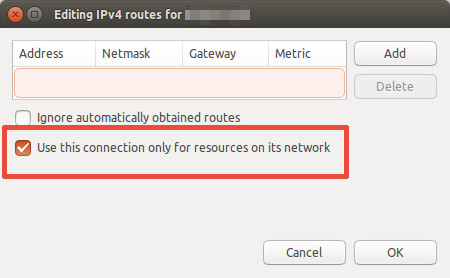 Editing IPv4 routes for
Address Netmask Gateway Metric Add
Delete
Ignore automatically obtained routes
Use this connection only for resources on its network
Cancel OK